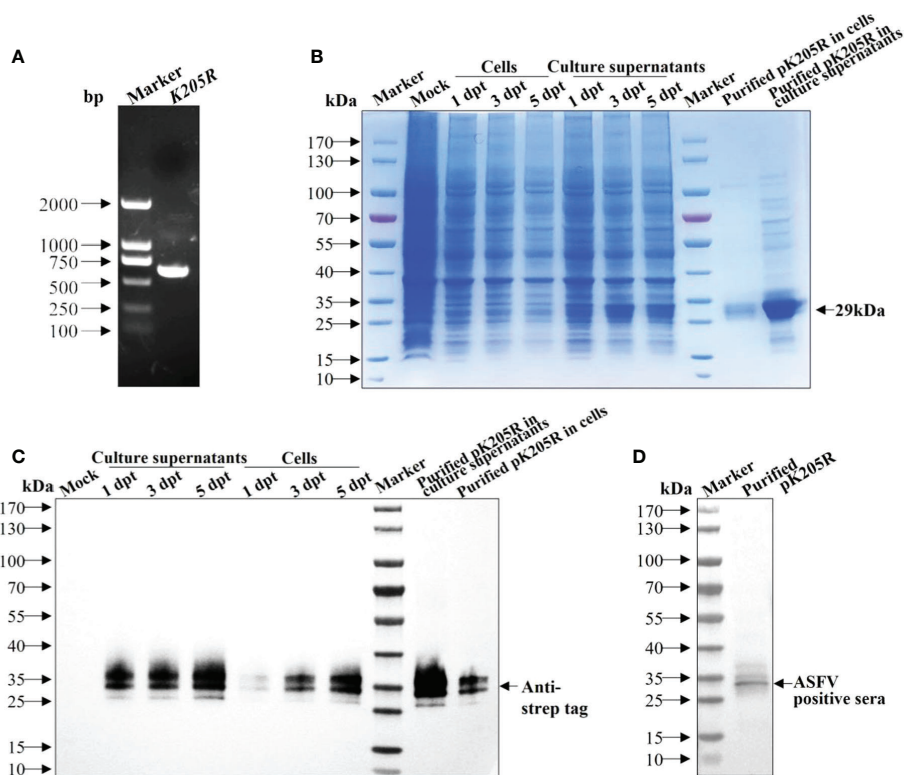 A
bp
Marker
K205R
2000
1000
750
500
250
100
B
kDa
Marker
Mock
Cells
1 dpt
3 dpt
5 dpt
Culture supernatants
1 dpt
3 dpt
5 dpt
Marker
Purified pK205R in cells
Purified pK205R in
culture supernatants
170
130
100
70
55
40
35
25
15
10
29kDa
C
kDa
Mock
Culture supernatants
1 dpt
3 dpt
5 dpt
Cells
1 dpt
3 dpt
5 dpt
Marker
Purified pK205R in
culture supernatants
Purified pK205R in cells
170
130
100
70
55
40
35
25
15
10
Anti-
strep tag
D
kDa
Marker
Purified
pK205R
170
130
100
70
55
40
35
25
15
10
ASFV
positive sera